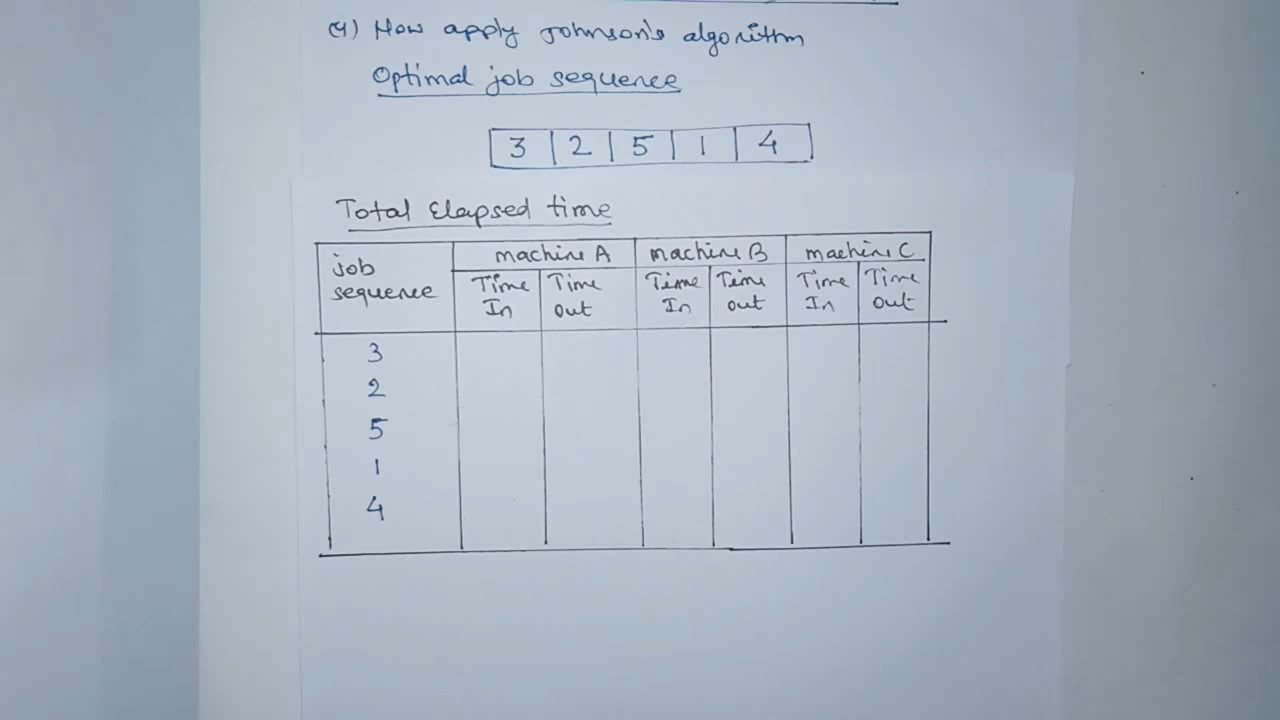 4) Now apply Johnson's algorithm
Optimal job sequence
3 2 5 1 4
Total Elapsed time
job sequence machine A machine B machine C
Time In Time out Time In Time out Time In Time out
3
2
5
1
4